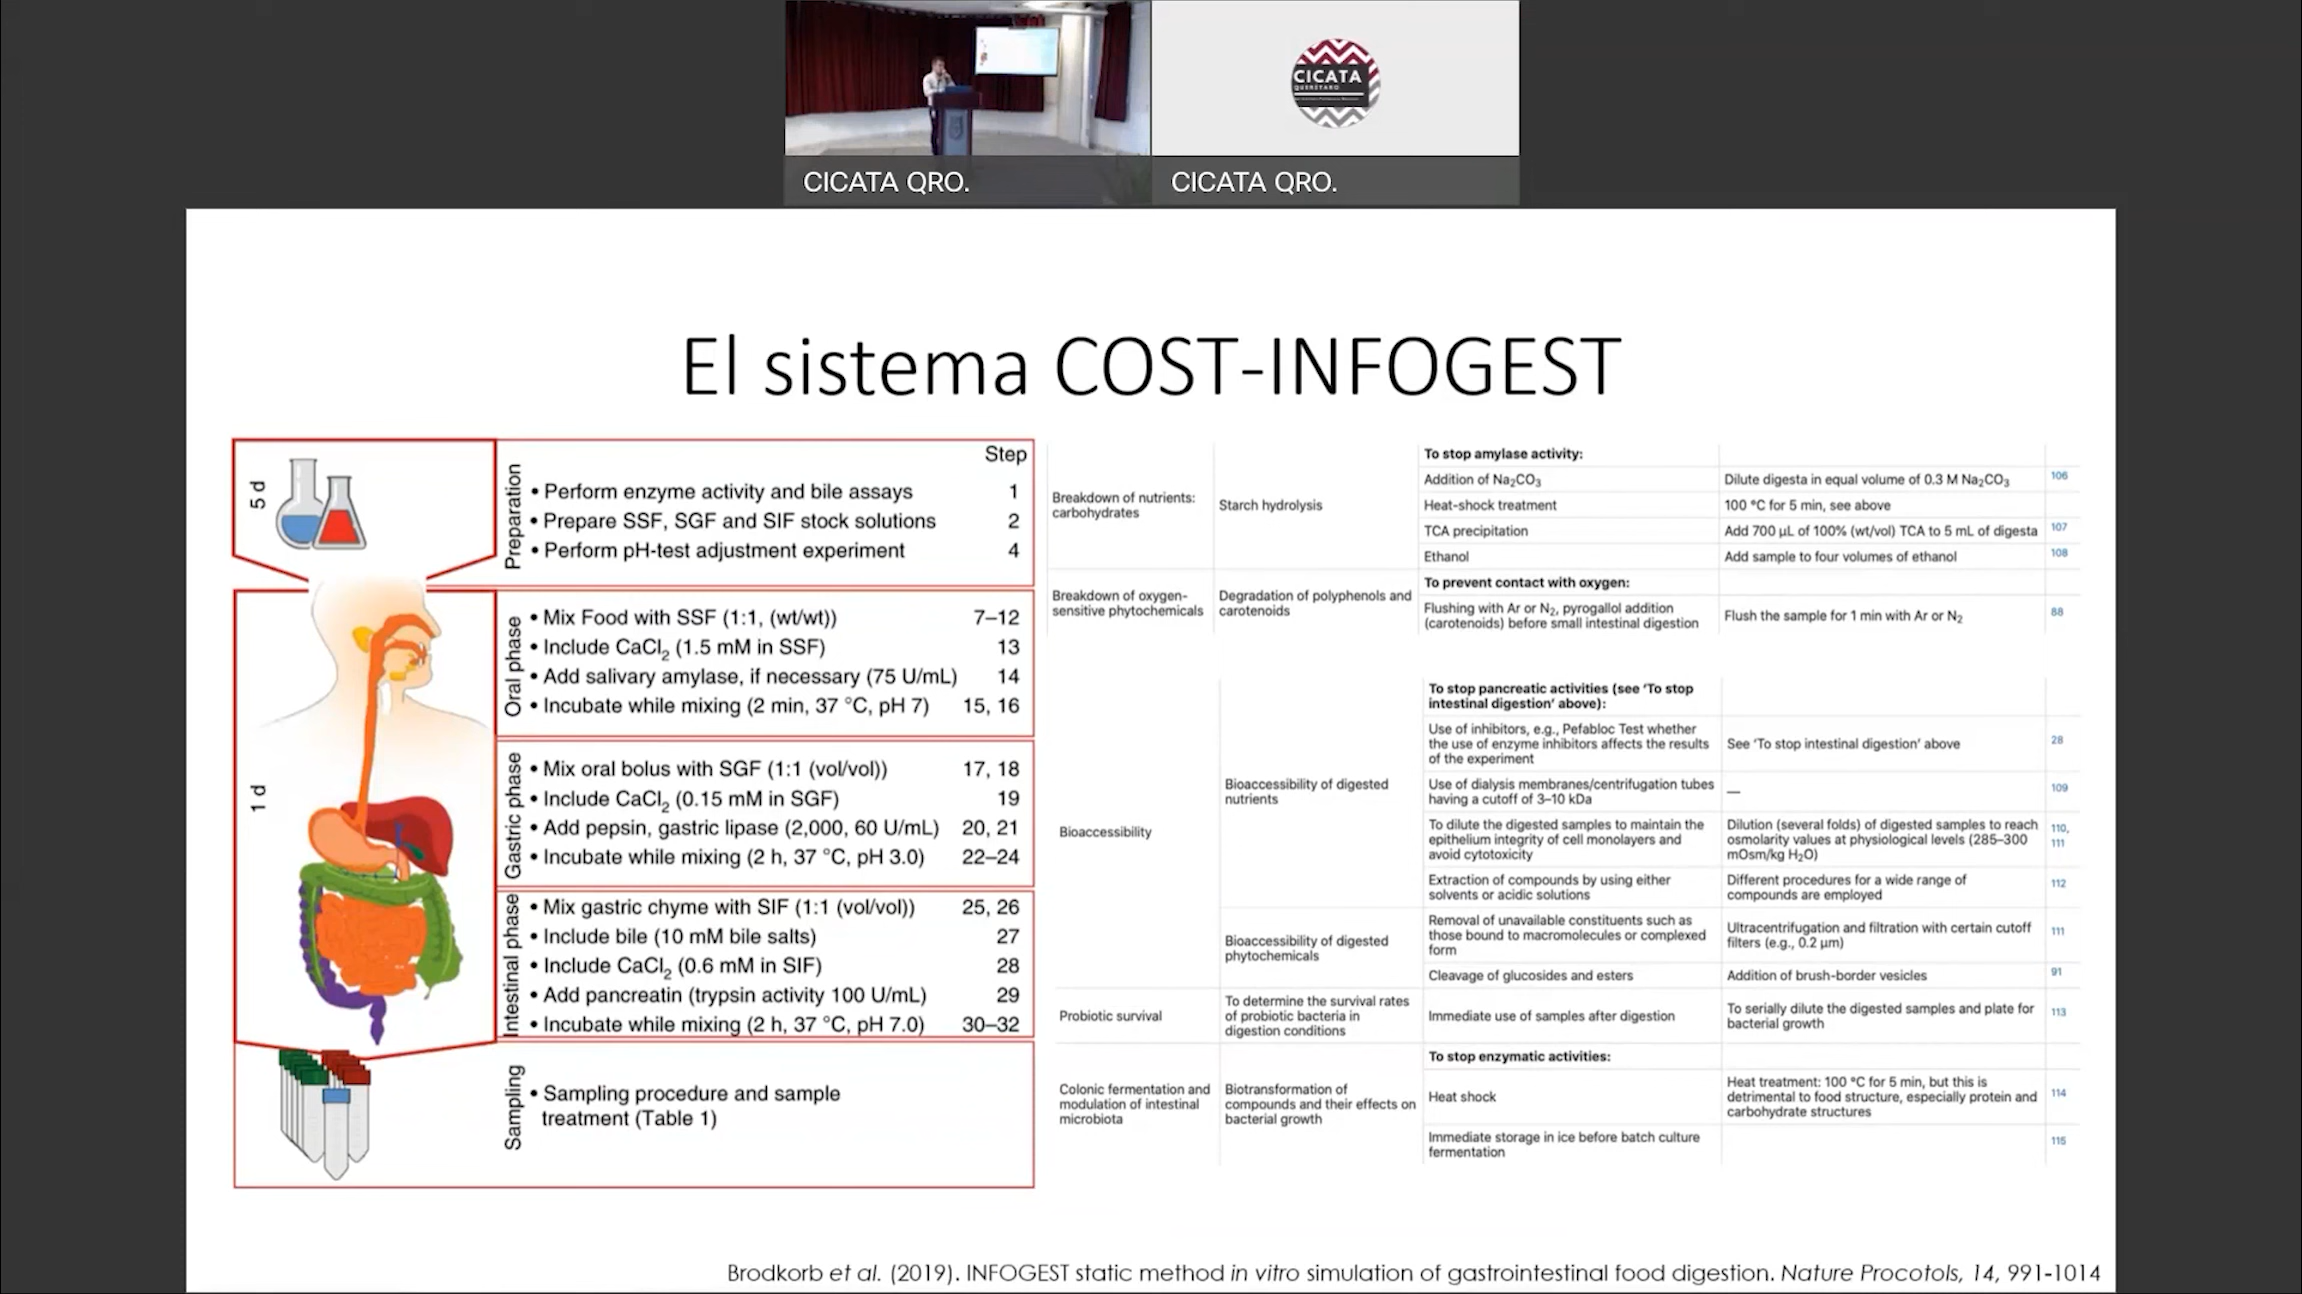 CICATA
QUERÉTARO
CICATA QRO.
CICATA QRO.
El sistema COST-INFOGEST
Step
5 d
Preparation
• Perform enzyme activity and bile assays 1
• Prepare SSF, SGF and SIF stock solutions 2
• Perform pH-test adjustment experiment 4
1 d
Oral phase
• Mix Food with SSF (1:1, (wt/wt)) 7–12
• Include CaCl₂ (1.5 mM in SSF) 13
• Add salivary amylase, if necessary (75 U/mL) 14
• Incubate while mixing (2 min, 37 °C, pH 7) 15, 16
Gastric phase
• Mix oral bolus with SGF (1:1 (vol/vol)) 17, 18
• Include CaCl₂ (0.15 mM in SGF) 19
• Add pepsin, gastric lipase (2,000, 60 U/mL) 20, 21
• Incubate while mixing (2 h, 37 °C, pH 3.0) 22–24
Intestinal phase
• Mix gastric chyme with SIF (1:1 (vol/vol)) 25, 26
• Include bile (10 mM bile salts) 27
• Include CaCl₂ (0.6 mM in SIF) 28
• Add pancreatin (trypsin activity 100 U/mL) 29
• Incubate while mixing (2 h, 37 °C, pH 7.0) 30–32
Sampling
• Sampling procedure and sample
treatment (Table 1)
Breakdown of nutrients:
carbohydrates
Starch hydrolysis
To stop amylase activity:
Addition of Na₂CO₃ Dilute digesta in equal volume of 0.3 M Na₂CO₃ 106
Heat-shock treatment 100 °C for 5 min, see above
TCA precipitation Add 700 µL of 100% (wt/vol) TCA to 5 mL of digesta 107
Ethanol Add sample to four volumes of ethanol 108
Breakdown of oxygen-
sensitive phytochemicals
Degradation of polyphenols and
carotenoids
To prevent contact with oxygen:
Flushing with Ar or N₂, pyrogallol addition
(carotenoids) before small intestinal digestion
Flush the sample for 1 min with Ar or N₂ 88
Bioaccessibility
Bioaccessibility of digested
nutrients
To stop pancreatic activities (see ‘To stop
intestinal digestion’ above):
Use of inhibitors, e.g., Pefabloc Test whether
the use of enzyme inhibitors affects the results
of the experiment
See ‘To stop intestinal digestion’ above 28
Use of dialysis membranes/centrifugation tubes
having a cutoff of 3–10 kDa
— 109
To dilute the digested samples to maintain the
epithelium integrity of cell monolayers and
avoid cytotoxicity
Dilution (several folds) of digested samples to reach
osmolarity values at physiological levels (285–300
mOsm/kg H₂O)
110,
111
Extraction of compounds by using either
solvents or acidic solutions
Different procedures for a wide range of
compounds are employed
112
Bioaccessibility of digested
phytochemicals
Removal of unavailable constituents such as
those bound to macromolecules or complexed
form
Ultracentrifugation and filtration with certain cutoff
filters (e.g., 0.2 µm)
111
Cleavage of glucosides and esters Addition of brush-border vesicles 91
Probiotic survival
To determine the survival rates
of probiotic bacteria in
digestion conditions
Immediate use of samples after digestion
To serially dilute the digested samples and plate for
bacterial growth
113
Colonic fermentation and
modulation of intestinal
microbiota
Biotransformation of
compounds and their effects on
bacterial growth
To stop enzymatic activities:
Heat shock
Heat treatment: 100 °C for 5 min, but this is
detrimental to food structure, especially protein and
carbohydrate structures
114
Immediate storage in ice before batch culture
fermentation
115
Brodkorb et al. (2019). INFOGEST static method in vitro simulation of gastrointestinal food digestion. Nature Procotols, 14, 991-1014